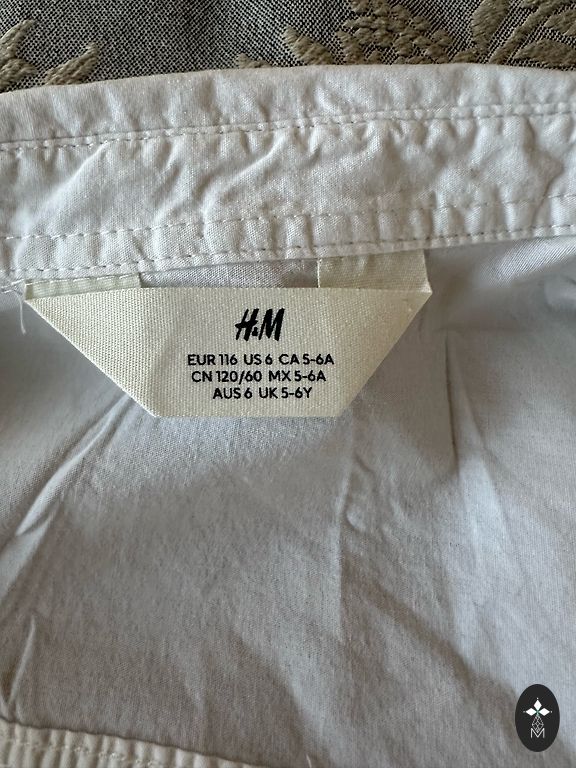 H&M
EUR 116 US 6 CA 5-6A
CN 120/60 MX 5-6A
AUS 6 UK 5-6Y